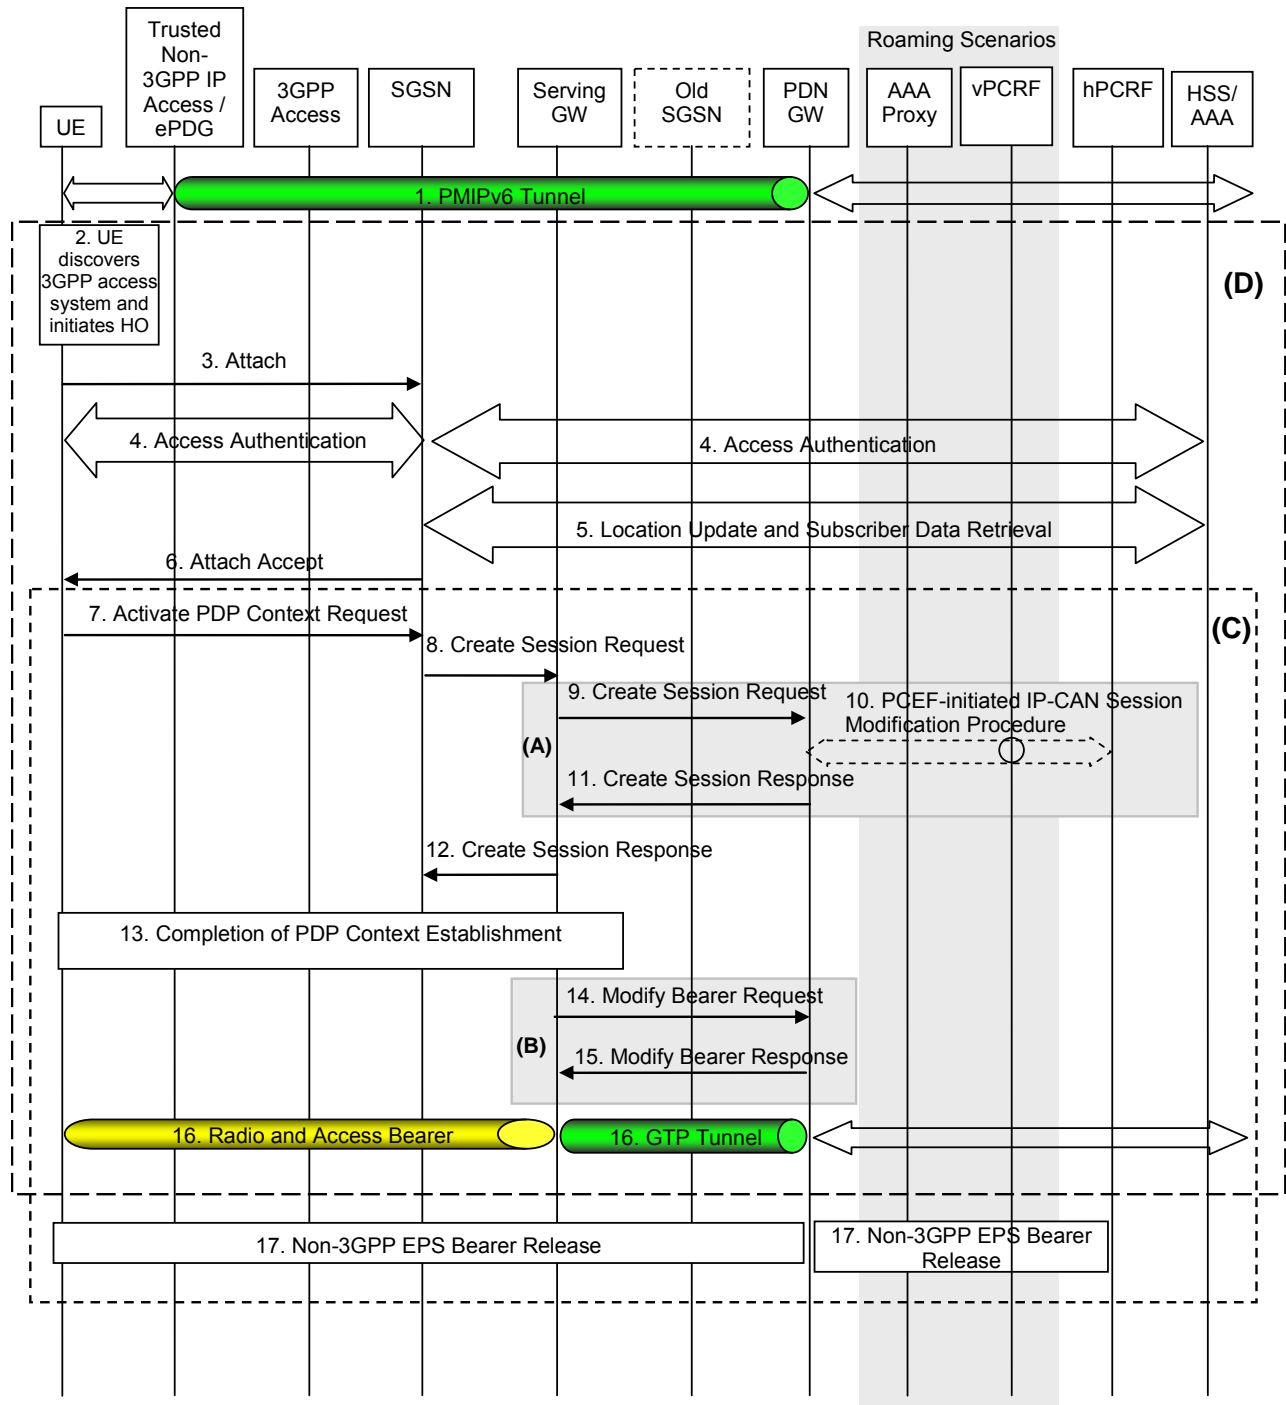 Roaming Scenarios
UE
Trusted
Non-
3GPP IP
Access /
ePDG
3GPP
Access
SGSN
Serving
GW
Old
SGSN
PDN
GW
AAA
Proxy
vPCRF
hPCRF
HSS/
AAA
1. PMIPv6 Tunnel
2. UE
discovers
3GPP access
system and
initiates HO
(D)
3. Attach
4. Access Authentication
4. Access Authentication
5. Location Update and Subscriber Data Retrieval
6. Attach Accept
7. Activate PDP Context Request
(C)
8. Create Session Request
9. Create Session Request
10. PCEF-initiated IP-CAN Session
Modification Procedure
(A)
11. Create Session Response
12. Create Session Response
13. Completion of PDP Context Establishment
14. Modify Bearer Request
(B)
15. Modify Bearer Response
16. Radio and Access Bearer
16. GTP Tunnel
17. Non-3GPP EPS Bearer Release
17. Non-3GPP EPS Bearer
Release